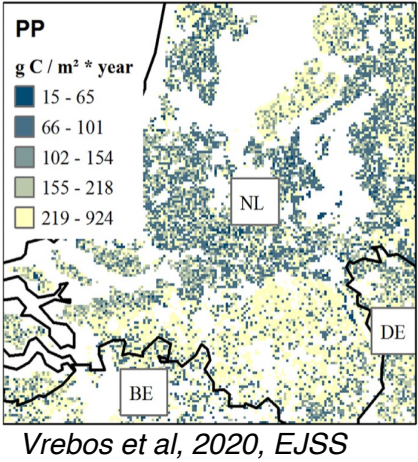 PP
g C / m² * year
15 - 65
66 - 101
102 - 154
155 - 218
219 - 924
NL
DE
BE
Vrebos et al, 2020, EJSS